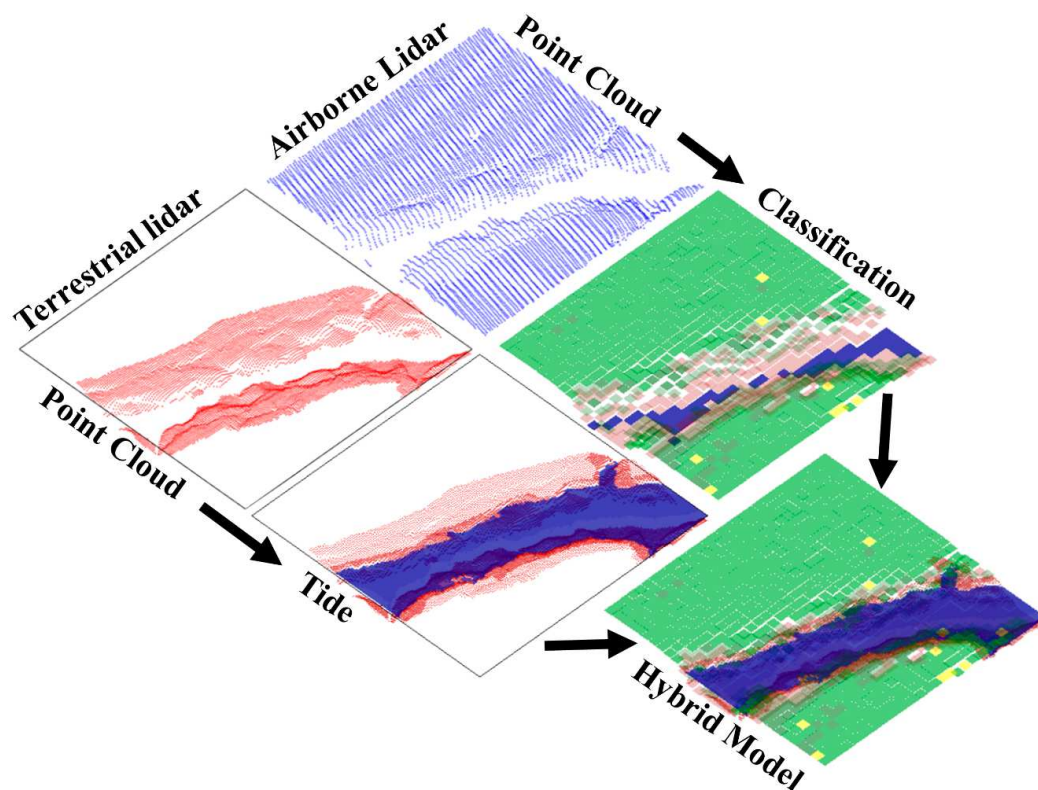 Airborne Lidar
Point Cloud
Classification
Terrestrial lidar
Point Cloud
Tide
Hybrid Model